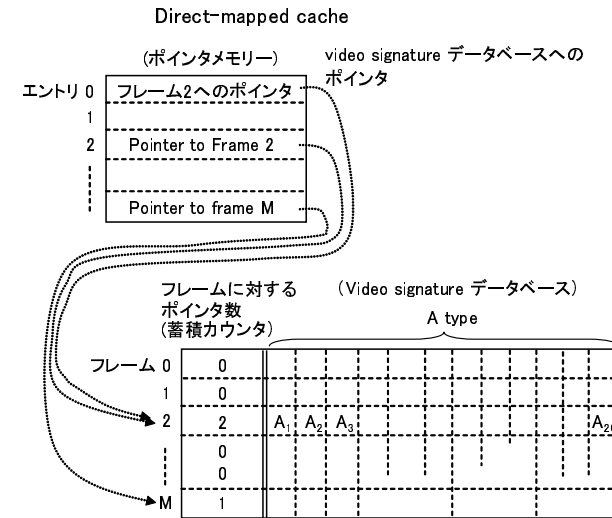 Direct-mapped cache
(ポインタメモリー)
video signature データベースへの
ポインタ
エントリ 0 フレーム2へのポインタ
1
2 Pointer to Frame 2
Pointer to frame M
フレームに対する
ポインタ数
(蓄積カウンタ)
(Video signature データベース)
A type
フレーム 0 0
1 0
2 2 A1 A2 A3
0
0
M 1